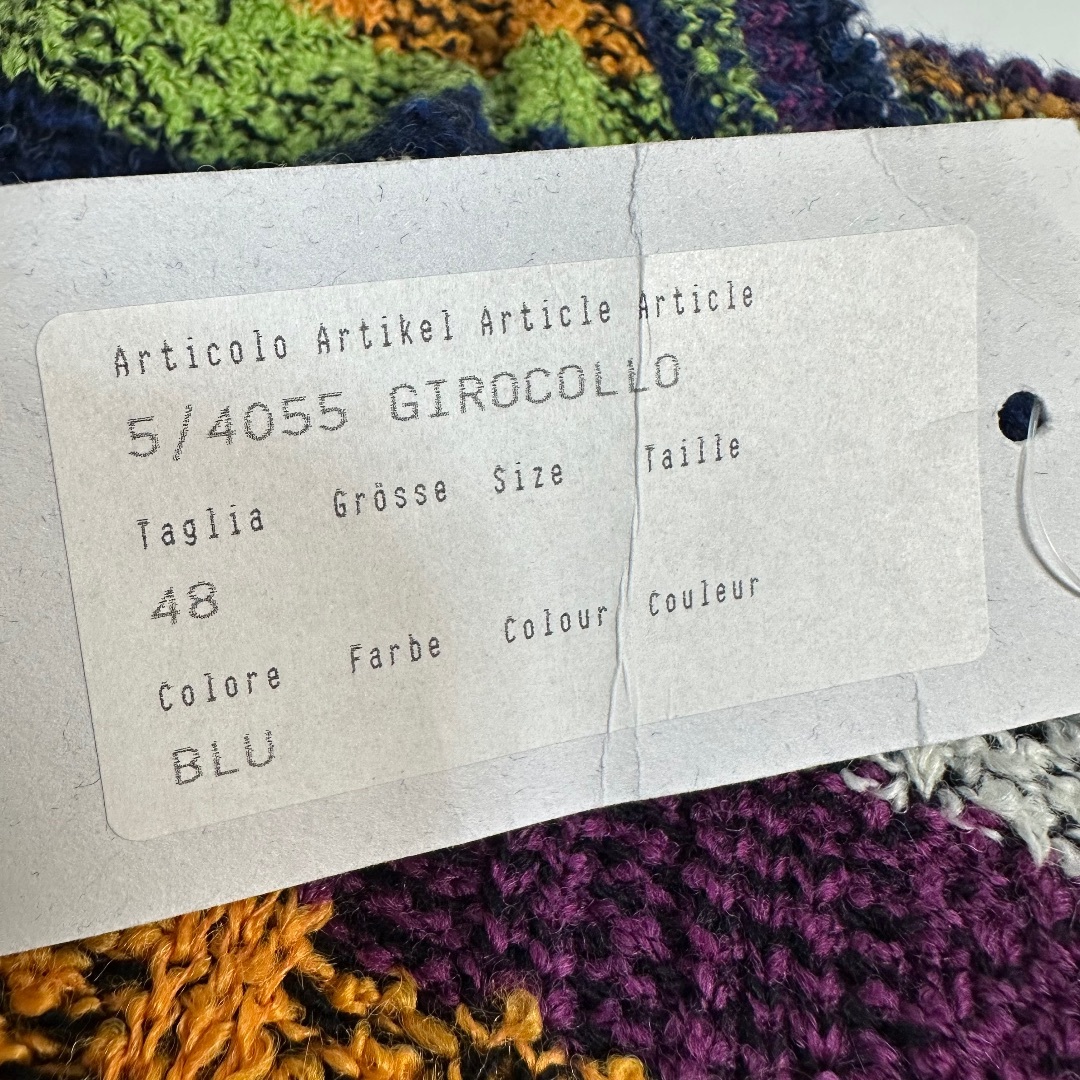 Articolo Artikel Article Article
5/4055 GIROCOLLO
Taglia Grösse Size Taille
48
Colore Farbe Colour Couleur
BLU